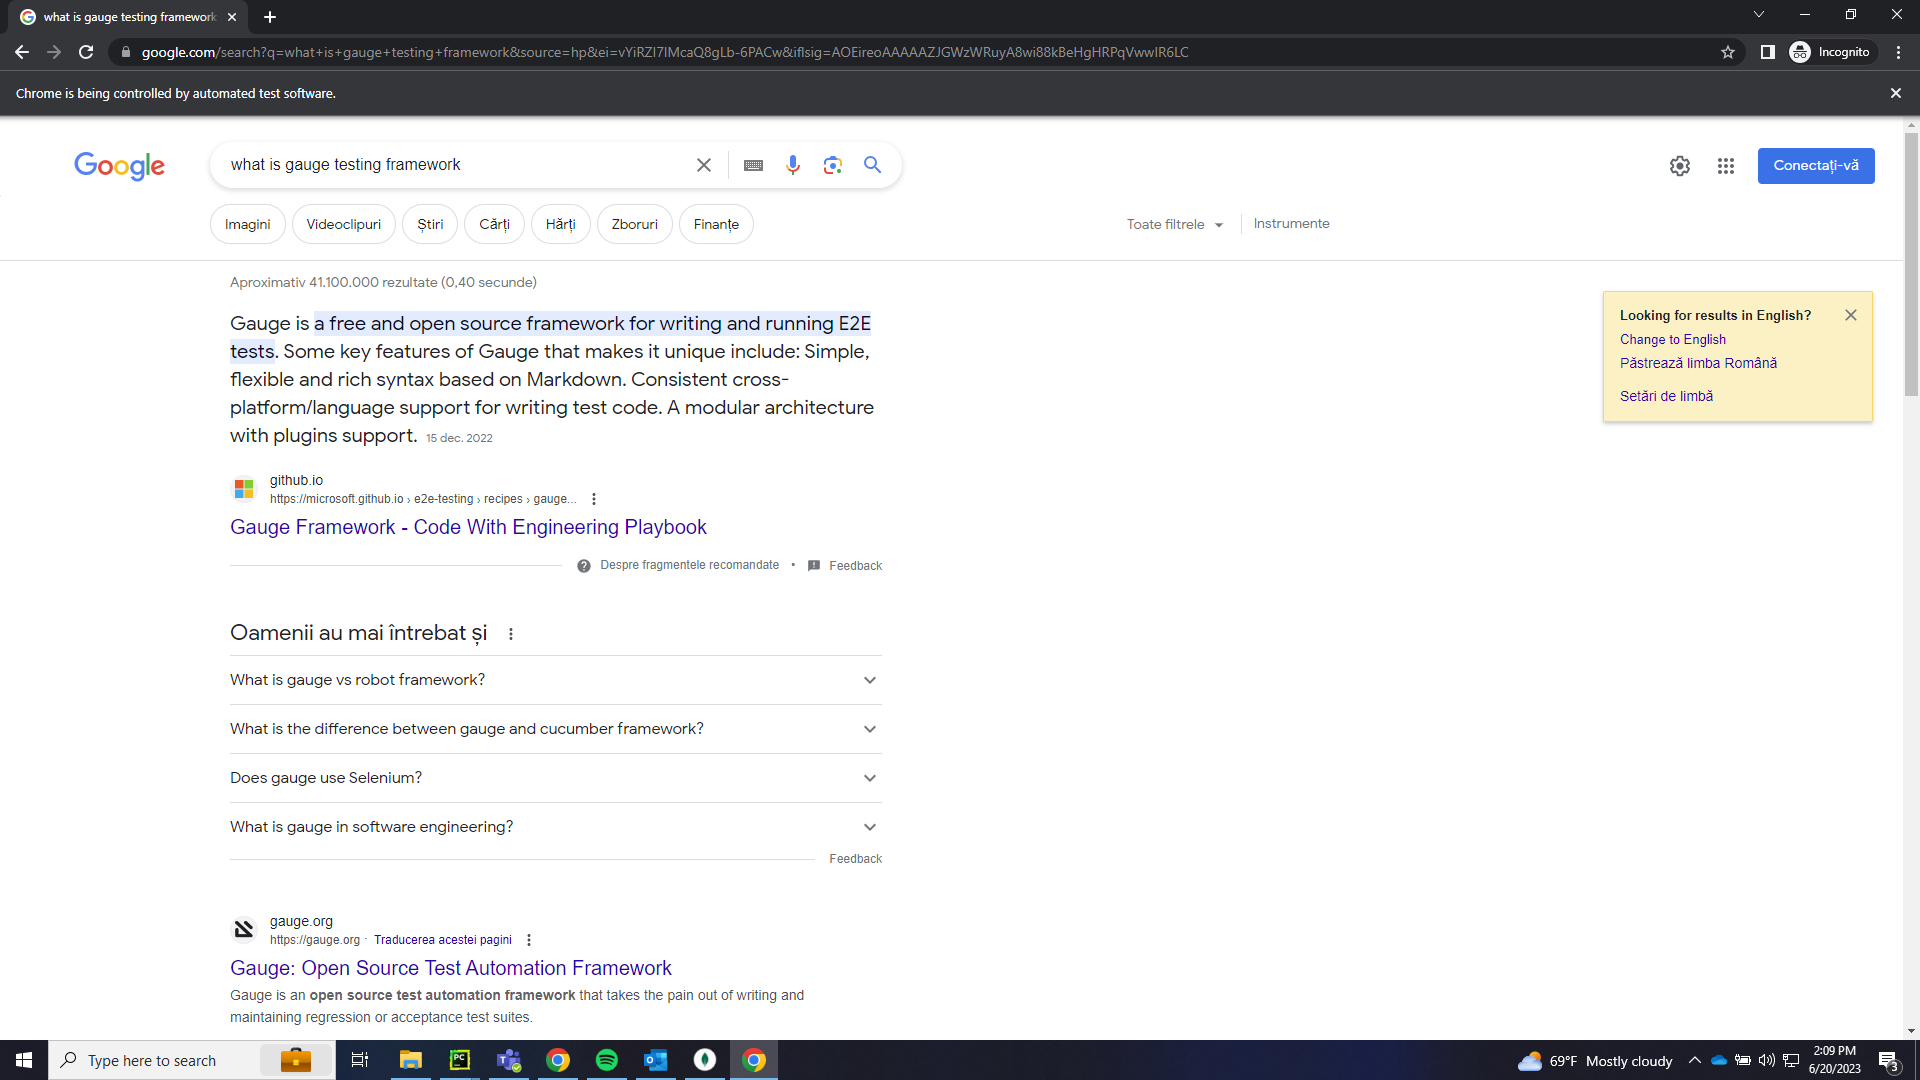 what is gauge testing framework
google.com/search?q=what+is+gauge+testing+framework&source=hp&ei=vYiRZI7IMcaQ8gLb-6PACw&iflsig=AOEireoAAAAAZJGWzWRuyA8wi88kBeHgHRPqVwwIR6LC
Incognito
Chrome is being controlled by automated test software.
Google
what is gauge testing framework
Conectați-vă
Imagini Videoclipuri Știri Cărți Hărți Zboruri Finanțe
Toate filtrele Instrumente
Aproximativ 41.100.000 rezultate (0,40 secunde)
Gauge is a free and open source framework for writing and running E2E
tests. Some key features of Gauge that makes it unique include: Simple,
flexible and rich syntax based on Markdown. Consistent cross-
platform/language support for writing test code. A modular architecture
with plugins support. 15 dec. 2022
Looking for results in English?
Change to English
Păstrează limba Română
Setări de limbă
github.io
https://microsoft.github.io › e2e-testing › recipes › gauge...
Gauge Framework - Code With Engineering Playbook
Despre fragmentele recomandate • Feedback
Oamenii au mai întrebat și
What is gauge vs robot framework?
What is the difference between gauge and cucumber framework?
Does gauge use Selenium?
What is gauge in software engineering?
Feedback
gauge.org
https://gauge.org · Traducerea acestei pagini
Gauge: Open Source Test Automation Framework
Gauge is an open source test automation framework that takes the pain out of writing and
maintaining regression or acceptance test suites.
Type here to search
PC
69°F Mostly cloudy
2:09 PM
6/20/2023
3